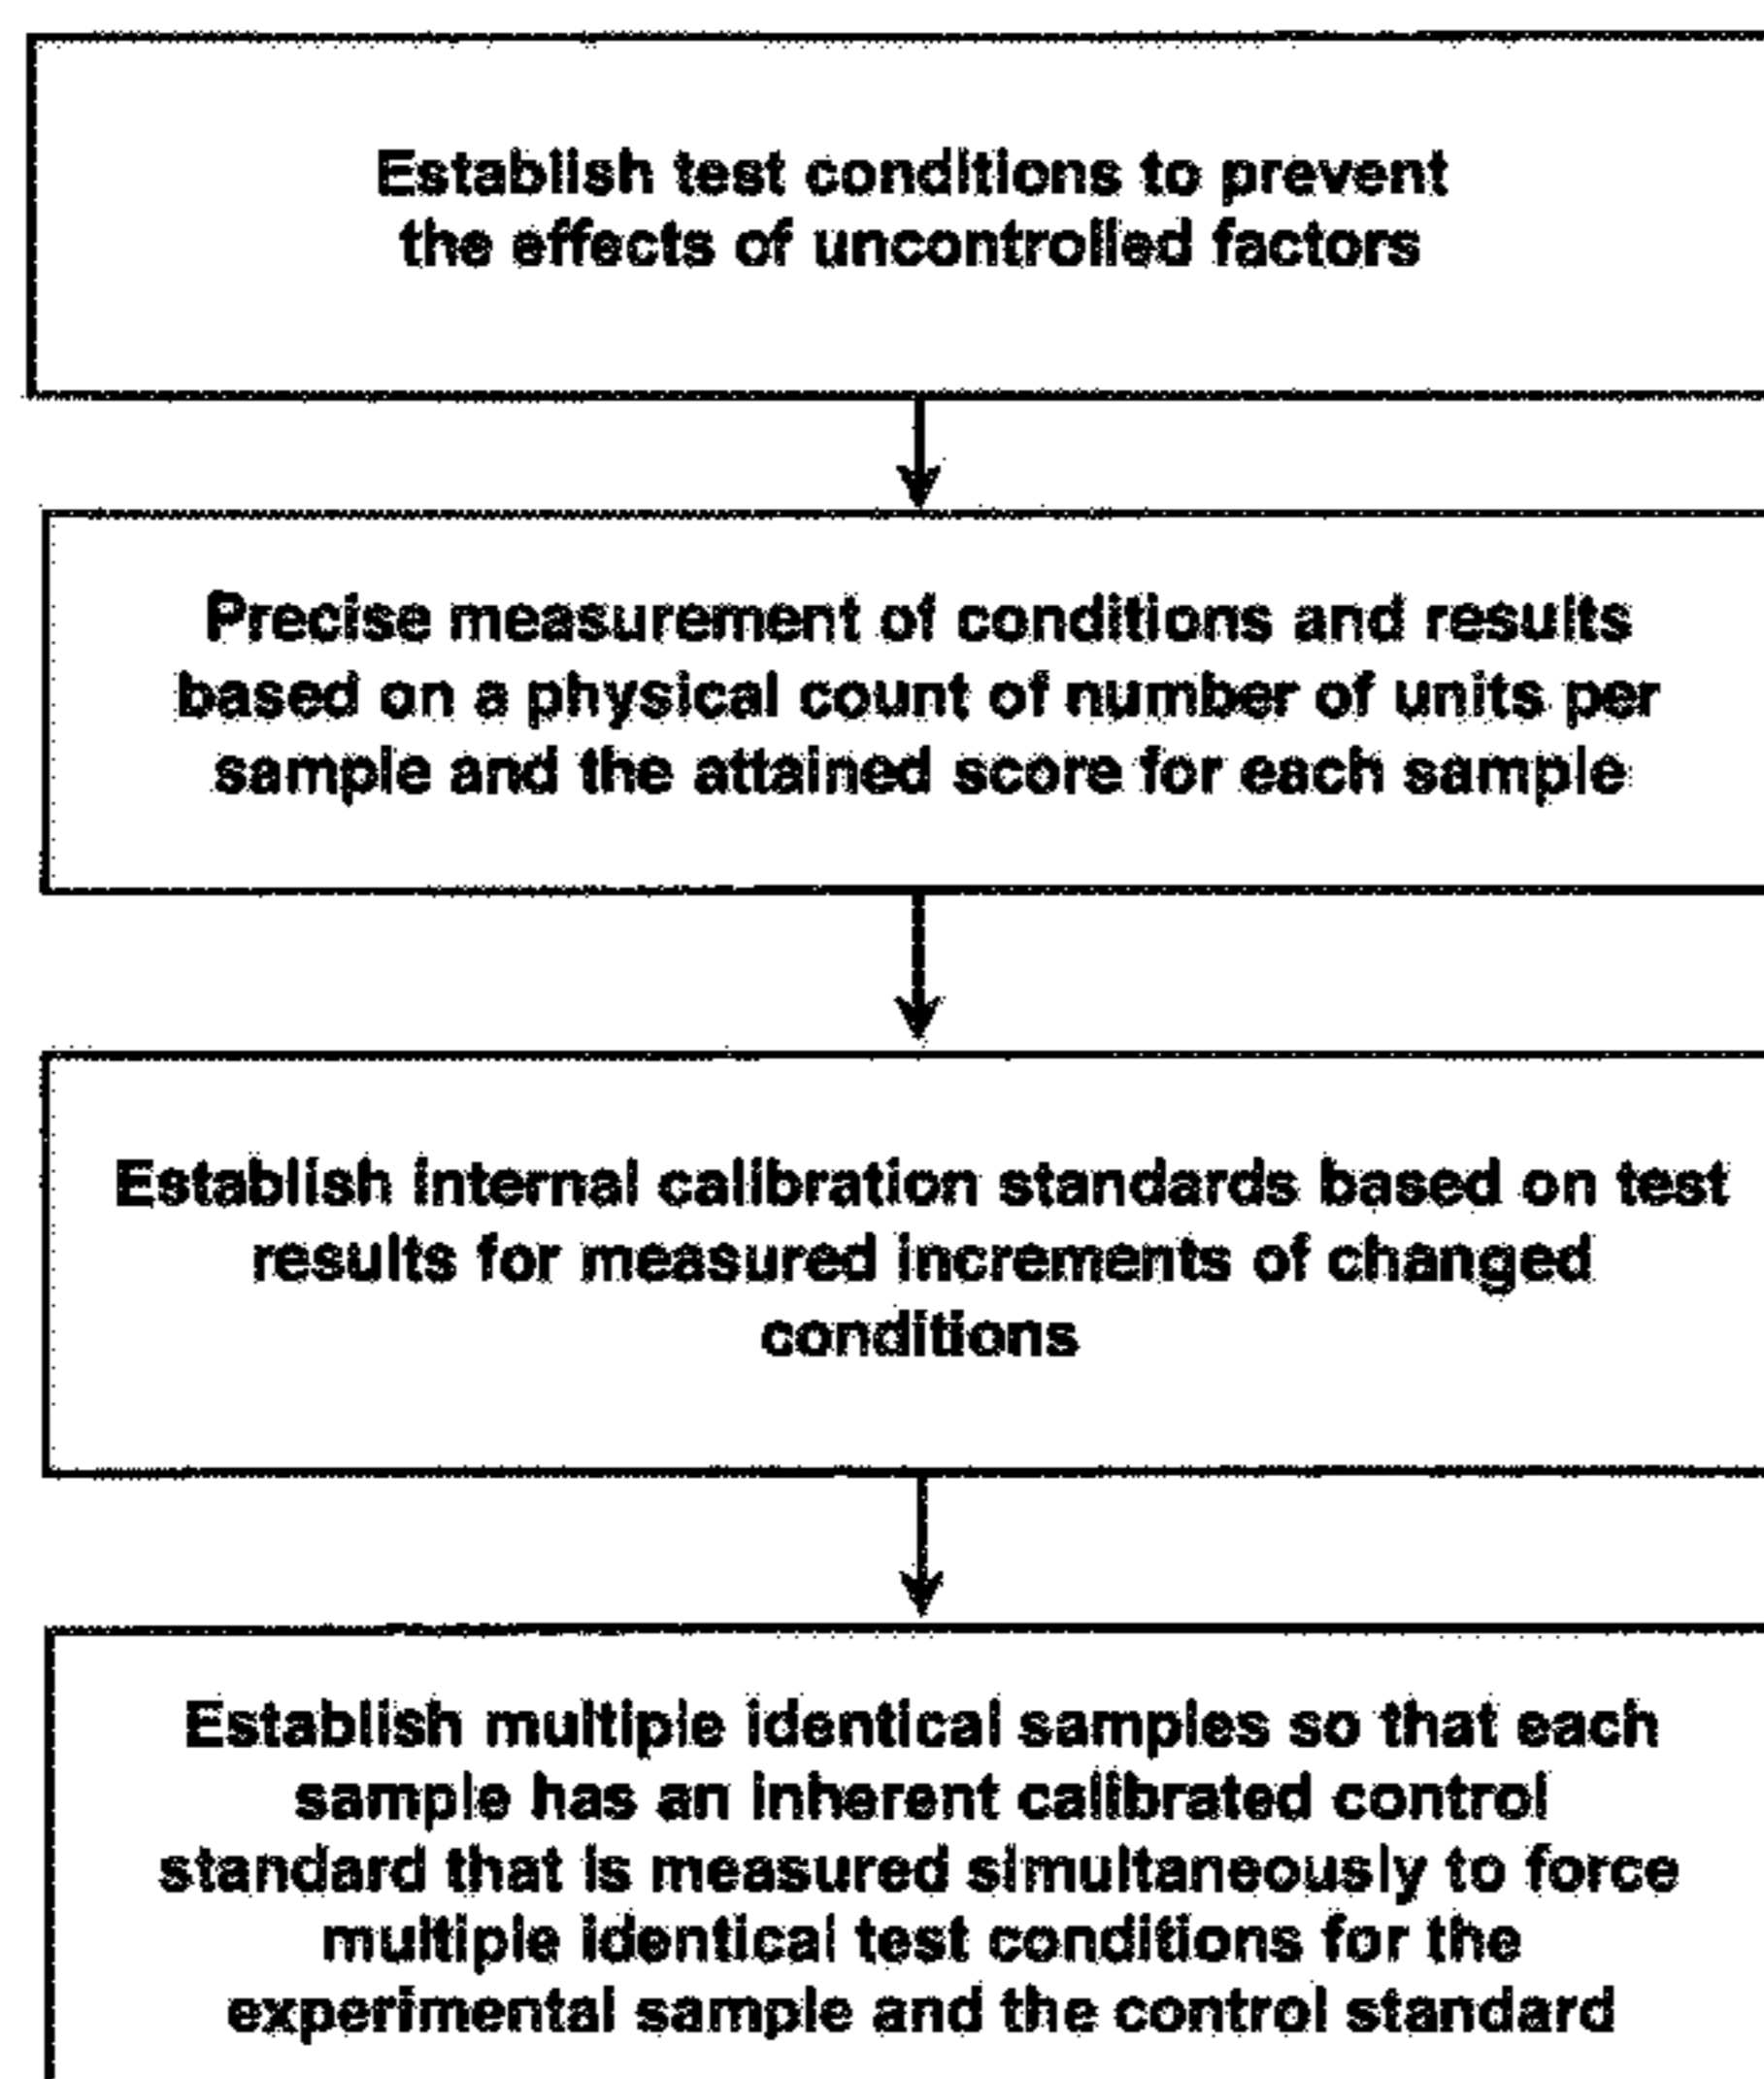 Establish test conditions to prevent
the effects of uncontrolled factors
Precise measurement of conditions and results
based on a physical count of number of units per
sample and the attained score for each sample
Establish internal calibration standards based on test
results for measured increments of changed
conditions
Establish multiple identical samples so that each
sample has an inherent calibrated control
standard that is measured simultaneously to force
multiple identical test conditions for the
experimental sample and the control standard